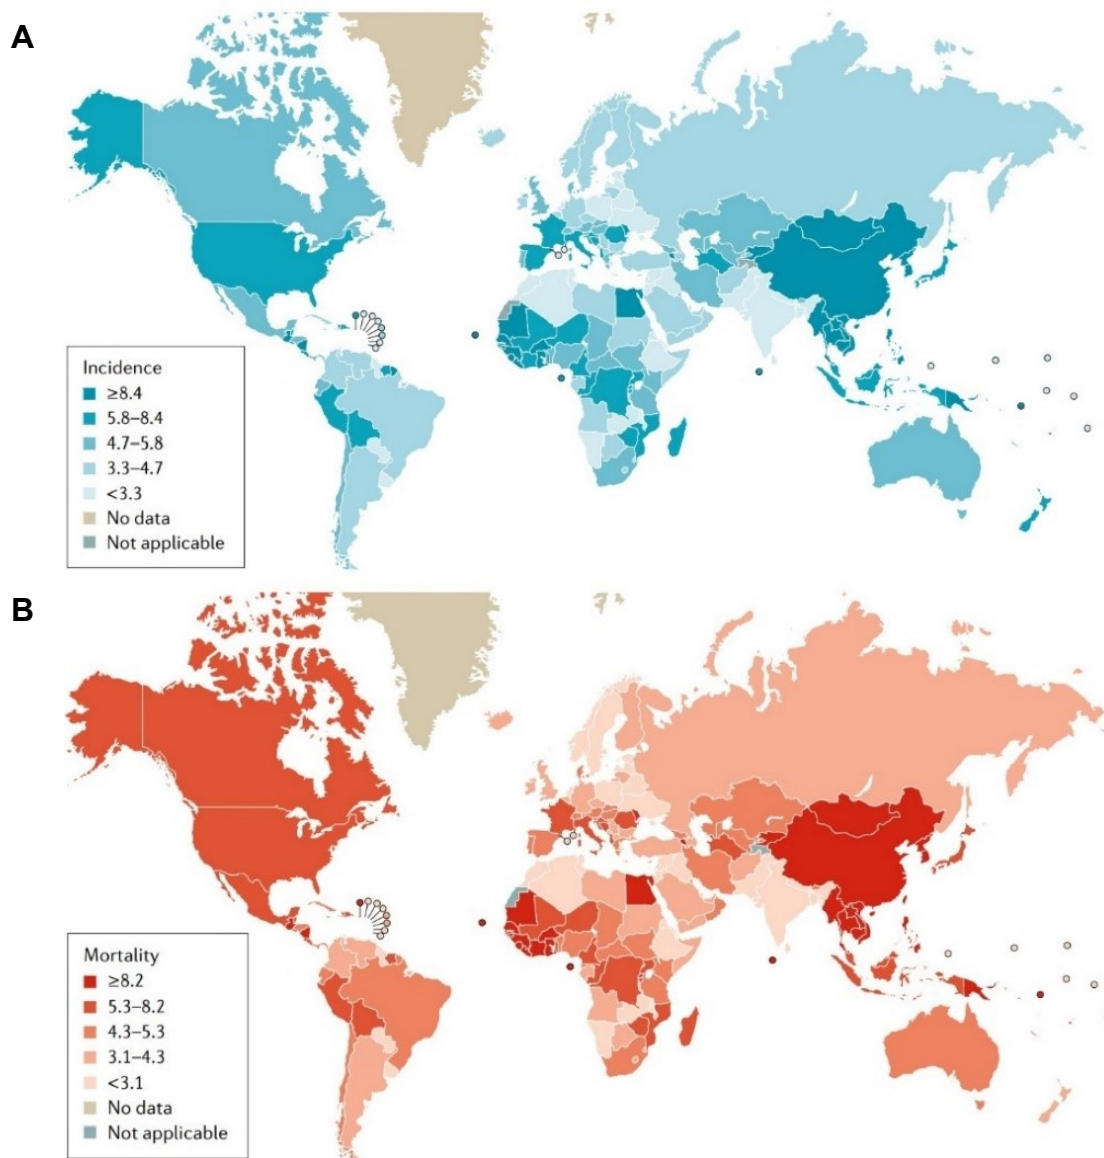 A
Incidence
≥8.4
5.8–8.4
4.7–5.8
3.3–4.7
<3.3
No data
Not applicable
B
Mortality
≥8.2
5.3–8.2
4.3–5.3
3.1–4.3
<3.1
No data
Not applicable